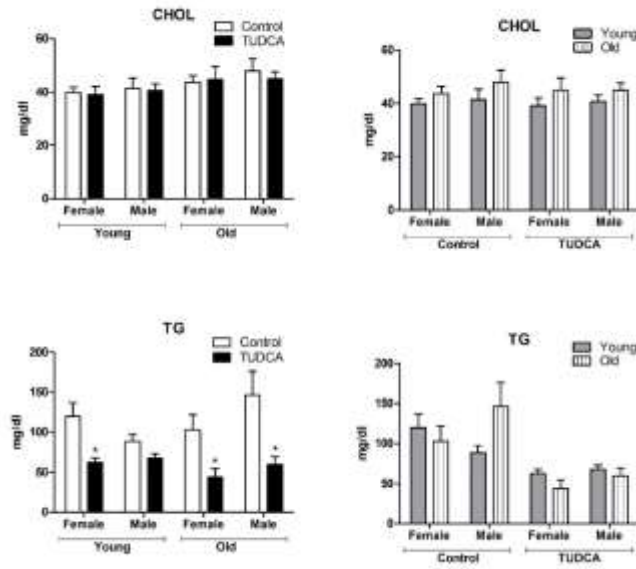 CHOL
Control
TUDCA
60
40
20
0
mg/dl
Female Male Female Male
Young Old
CHOL
Young
Old
60
40
20
0
mg/dl
Female Male Female Male
Control TUDCA
TG
Control
TUDCA
200
150
100
50
0
mg/dl
* * *
Female Male Female Male
Young Old
TG
Young
Old
200
150
100
50
0
mg/dl
Female Male Female Male
Control TUDCA